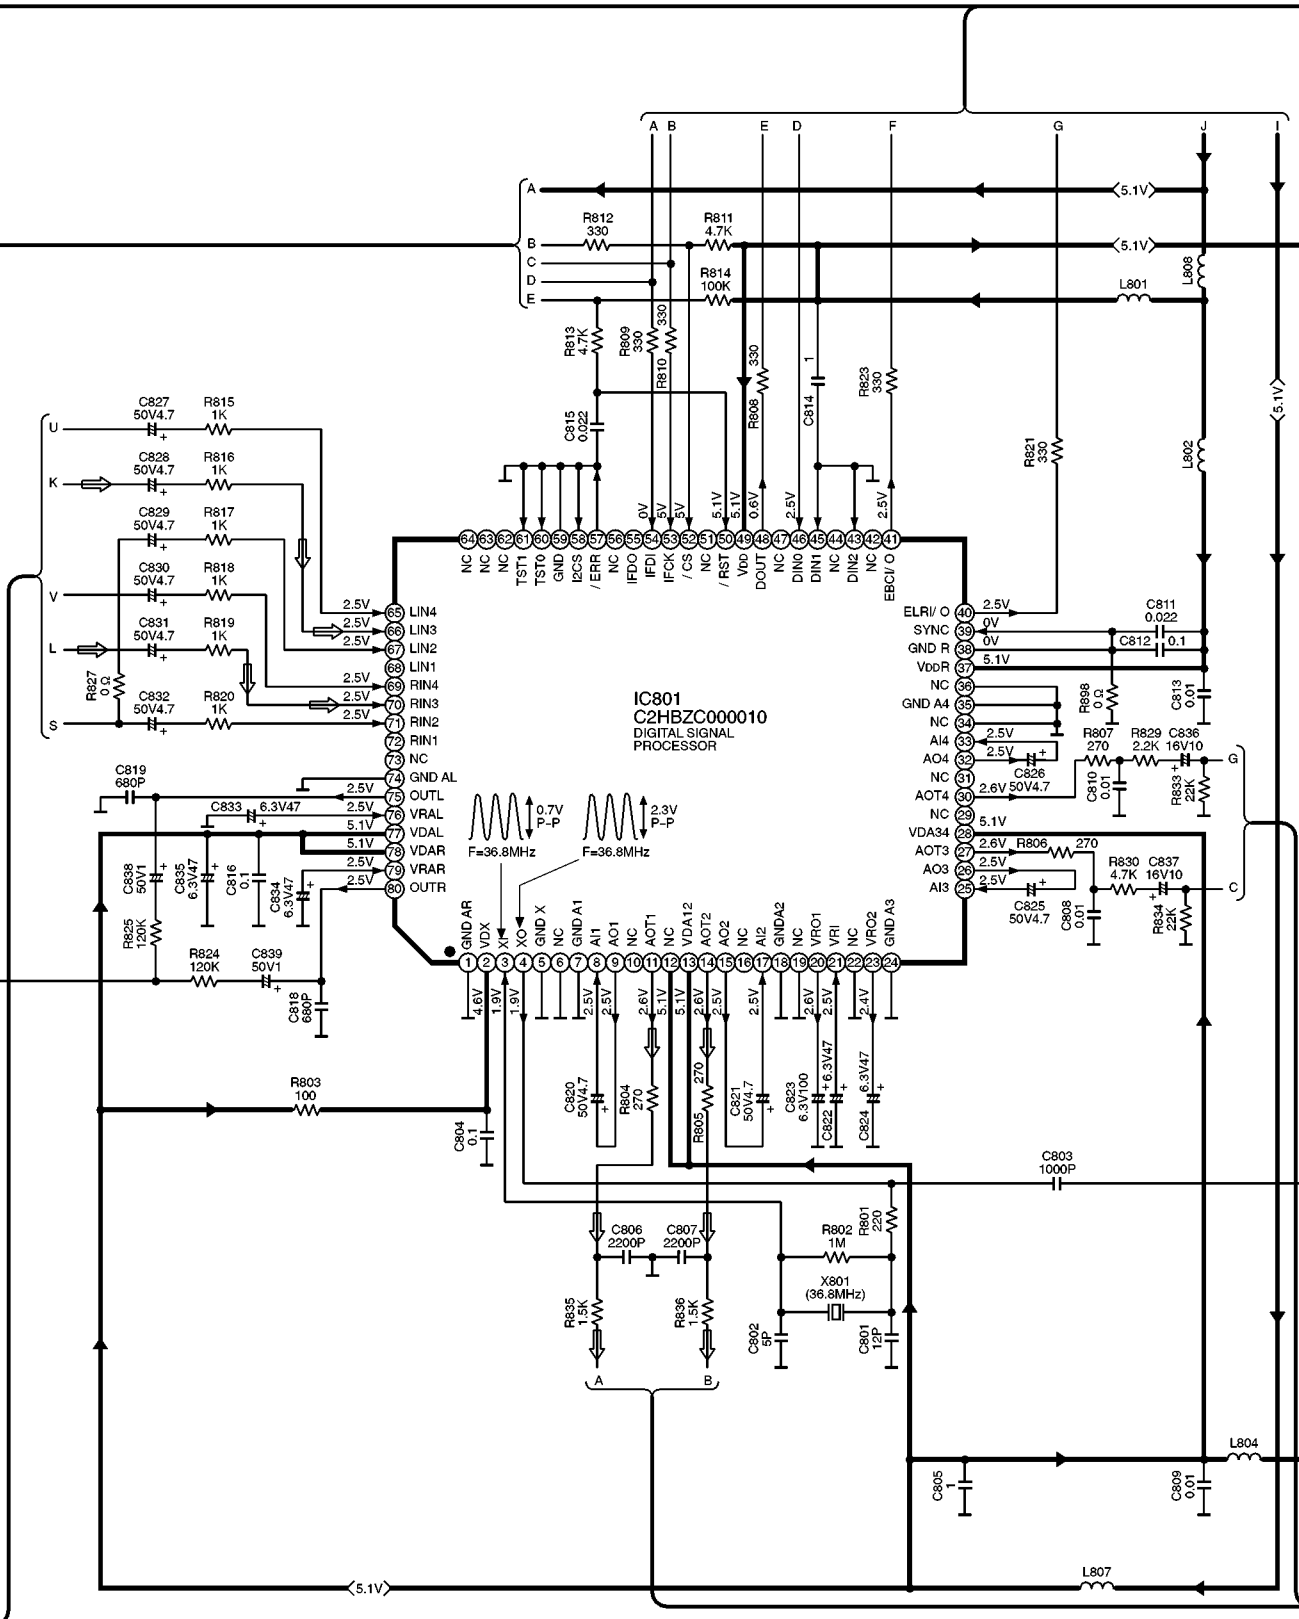 A B E D F G J I
A
5.1V
R812
330
R811
4.7K
B
5.1V
C
D
R814
100K
E
L801
L808
R813
4.7K
R809
330
330
R810
330
R808
1
C814
R823
330
5.1V
C815
0.022
R821
330
L802
C827
50V4.7
R815
1K
U
C828
50V4.7
R816
1K
K
C829
50V4.7
R817
1K
C830
50V4.7
R818
1K
V
C831
50V4.7
R819
1K
L
R827
0 Ω
C832
50V4.7
R820
1K
S
0V 5V 5V 5.1V 5.1V 0.6V 2.5V 2.5V
64 63 62 61 60 59 58 57 56 55 54 53 52 51 50 49 48 47 46 45 44 43 42 41
NC NC NC TST1 TST0 GND I2CS / ERR NC IFDO IFDI IFCK / CS NC / RST VDD DOUT NC DIN0 DIN1 NC DIN2 NC EBCI/ O
2.5V 65 LIN4
2.5V 66 LIN3
2.5V 67 LIN2
68 LIN1
2.5V 69 RIN4
2.5V 70 RIN3
2.5V 71 RIN2
72 RIN1
73 NC
74 GND AL
2.5V 75 OUTL
2.5V 76 VRAL
5.1V 77 VDAL
5.1V 78 VDAR
2.5V 79 VRAR
2.5V 80 OUTR
IC801
C2HBZC000010
DIGITAL SIGNAL
PROCESSOR
0.7V
P-P
F=36.8MHz
2.3V
P-P
F=36.8MHz
ELRI/ O 40 2.5V
SYNC 39 0V
GND R 38 0V
VDDR 37 5.1V
NC 36
GND A4 35
NC 34
AI4 33 2.5V
AO4 32 2.5V
NC 31
AOT4 30 2.6V
NC 29
VDA34 28 5.1V
AOT3 27 2.6V
AO3 26 2.5V
AI3 25 2.5V
C811
0.022
C812 0.1
R898
0 Ω
C813
0.01
R807
270
R829
2.2K
C836
16V10
+
C826
50V4.7
C810
0.01
R833
22K
G
R806 270
R830
4.7K
C837
16V10
C825
50V4.7
C808
0.01
R834
22K
C
C819
680P
C833 6.3V47
C838
50V1
C835
6.3V47
C816
0.1
C834
6.3V47
R825
120K
R824
120K
C839
50V1
C818
680P
GND AR VDX XI XO GND X NC GND A1 AI1 AO1 NC AOT1 NC VDA12 AOT2 AO2 NC AI2 GNDA2 NC VRO1 VRI NC VRO2 GND A3
1 2 3 4 5 6 7 8 9 10 11 12 13 14 15 16 17 18 19 20 21 22 23 24
4.6V 1.9V 1.9V 2.5V 2.5V 2.6V 5.1V 5.1V 2.6V 2.5V 2.5V 2.6V 2.5V 2.4V
R803
100
C804
0.1
C820
50V4.7
R804
270
270
R805
C821
50V4.7
C823
6.3V100
6.3V47
C822
6.3V47
C824
C803
1000P
C806
2200P
C807
2200P
R801
220
R802
1M
X801
(36.8MHz)
R835
1.5K
R836
1.5K
C802
5P
C801
12P
A B
L804
C805
1
C809
0.01
L807
5.1V